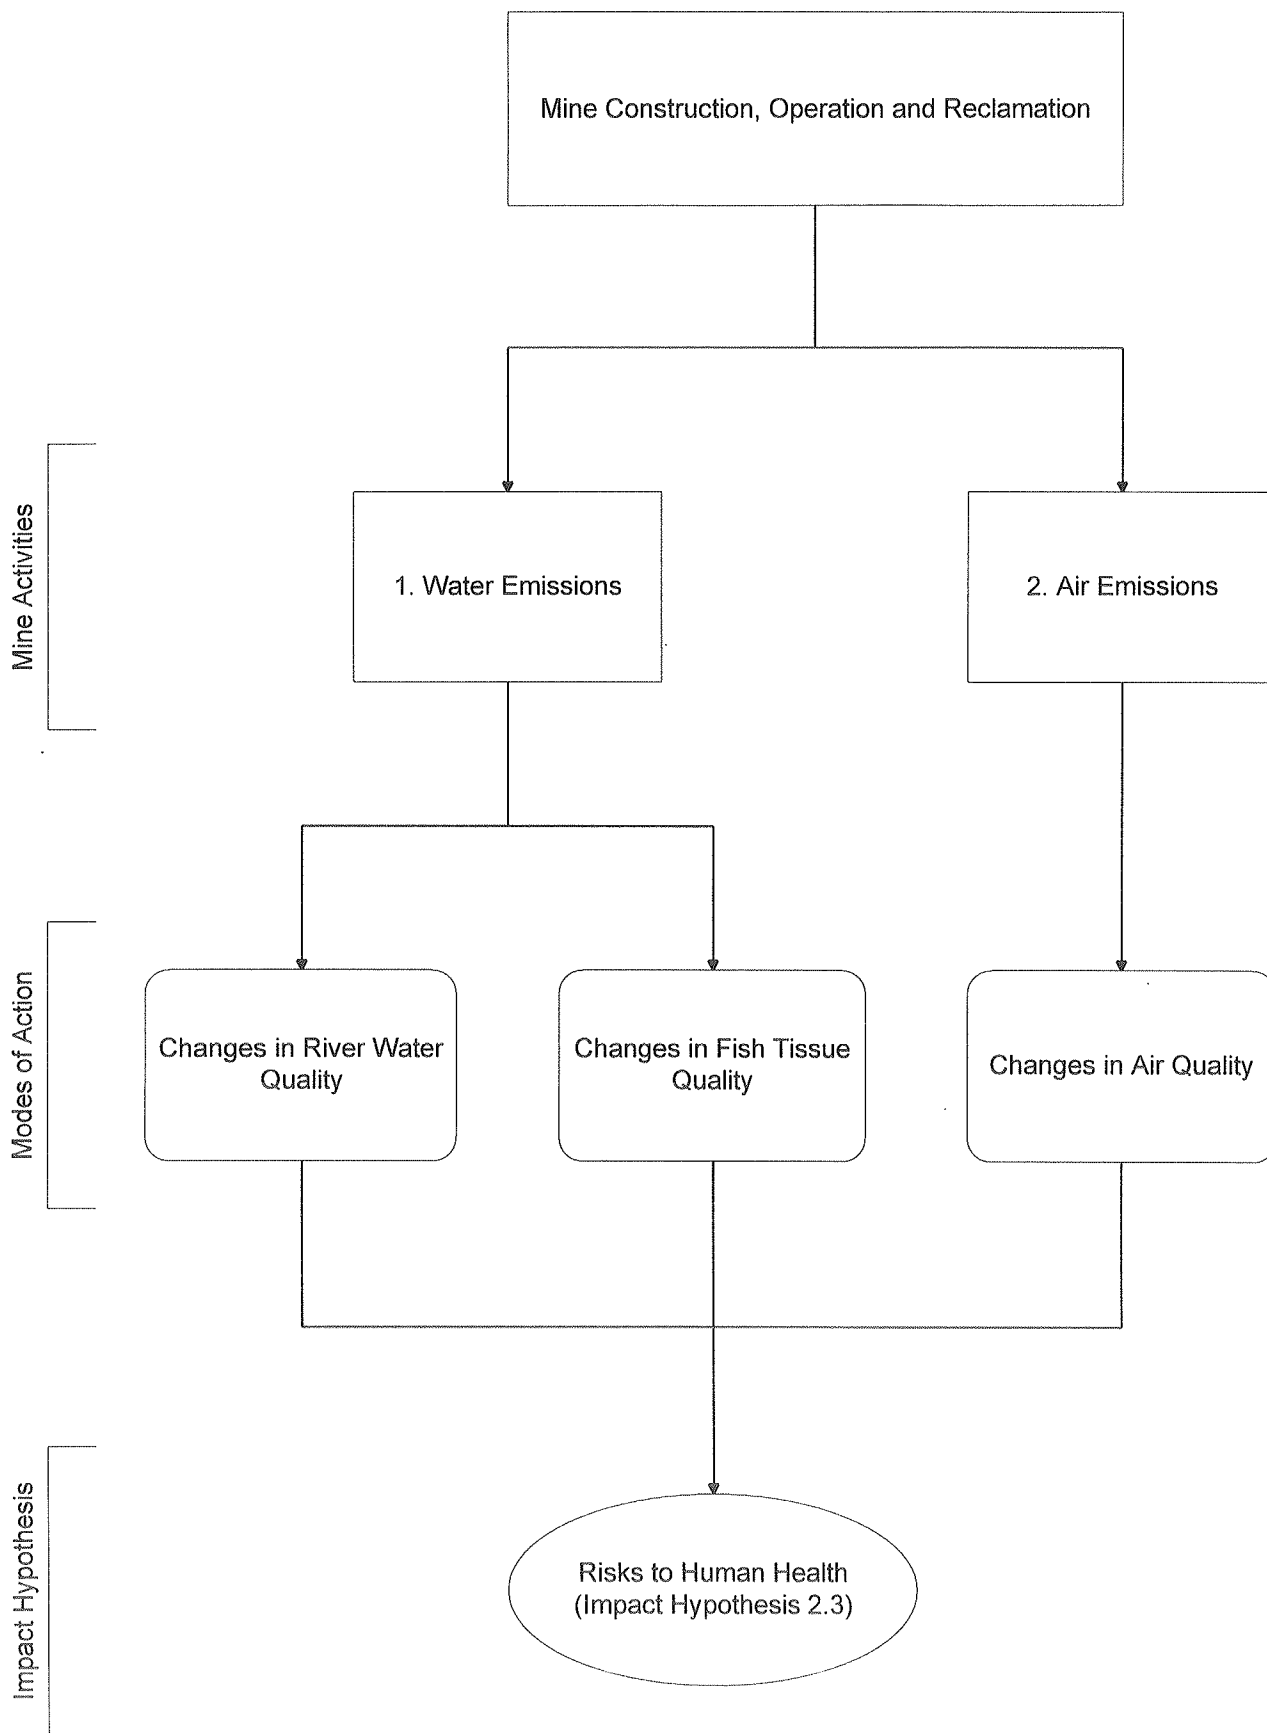 Mine Construction, Operation and Reclamation
Mine Activities
1. Water Emissions
2. Air Emissions
Modes of Action
Changes in River Water
Quality
Changes in Fish Tissue
Quality
Changes in Air Quality
Impact Hypothesis
Risks to Human Health
(Impact Hypothesis 2.3)